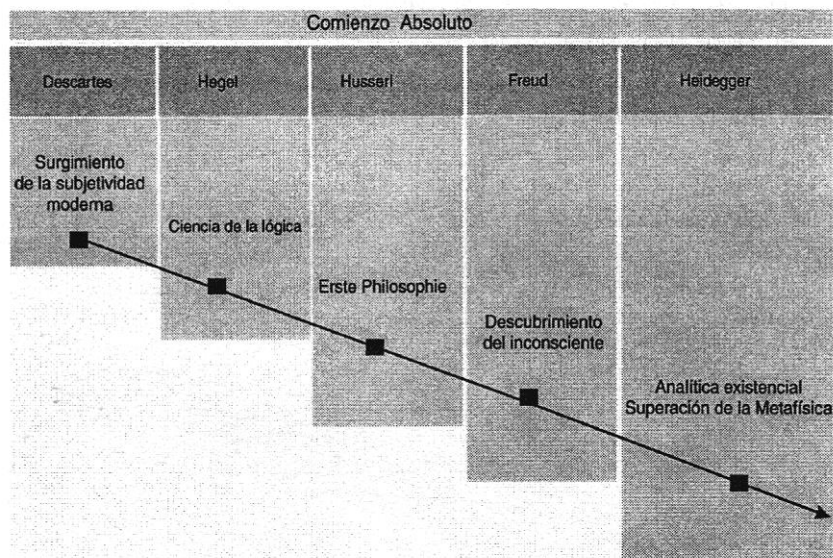 Comienzo Absoluto
Descartes
Hegel
Husserl
Freud
Heidegger
Surgimiento
de la subjetividad
moderna
Ciencia de la lógica
Erste Philosophie
Descubrimiento
del inconsciente
Analítica existencial
Superación de la Metafísica